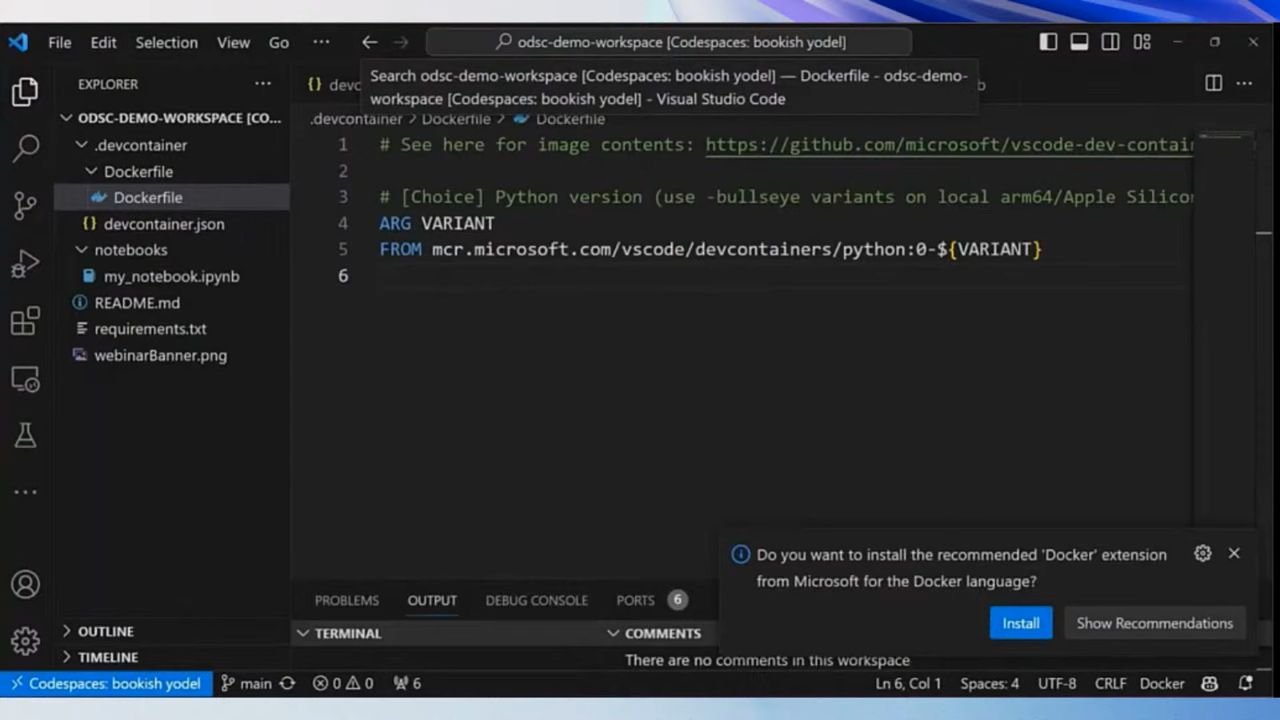 File Edit Selection View Go ··· odsc-demo-workspace [Codespaces: bookish yodel]
EXPLORER ···
{} devc
Search odsc-demo-workspace [Codespaces: bookish yodel] — Dockerfile - odsc-demo-
workspace [Codespaces: bookish yodel] - Visual Studio Code
ODSC-DEMO-WORKSPACE [CO...
.devcontainer
Dockerfile
Dockerfile
{} devcontainer.json
notebooks
my_notebook.ipynb
README.md
requirements.txt
webinarBanner.png
OUTLINE
TIMELINE
.devcontainer > Dockerfile > Dockerfile
1 # See here for image contents: https://github.com/microsoft/vscode-dev-contain
2
3 # [Choice] Python version (use -bullseye variants on local arm64/Apple Silico
4 ARG VARIANT
5 FROM mcr.microsoft.com/vscode/devcontainers/python:0-${VARIANT}
6
Do you want to install the recommended 'Docker' extension
from Microsoft for the Docker language?
Install Show Recommendations
PROBLEMS OUTPUT DEBUG CONSOLE PORTS 6
TERMINAL
COMMENTS
There are no comments in this workspace
Codespaces: bookish yodel main 0 0 6 Ln 6, Col 1 Spaces: 4 UTF-8 CRLF Docker